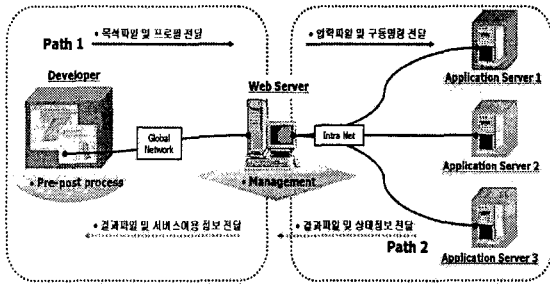 Path 1
• 목적파일 및 프로필 전달
• 입력파일 및 구동명령 전달
Developer
Web Server
Application Server 1
Global
Network
Intra Net
Application Server 2
• Pre-post process
• Management
• 결과파일 및 서비스이용 정보 전달
• 결과파일 및 상태정보 전달
Path 2
Application Server 3